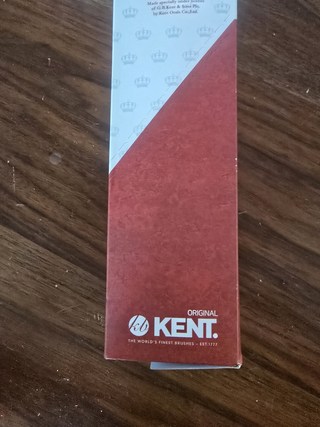 Made specially under licence
of G.B Kent & Sons Plc,
ORIGINAL
kb KENT.
THE WORLD'S FINEST BRUSHES – EST.1777